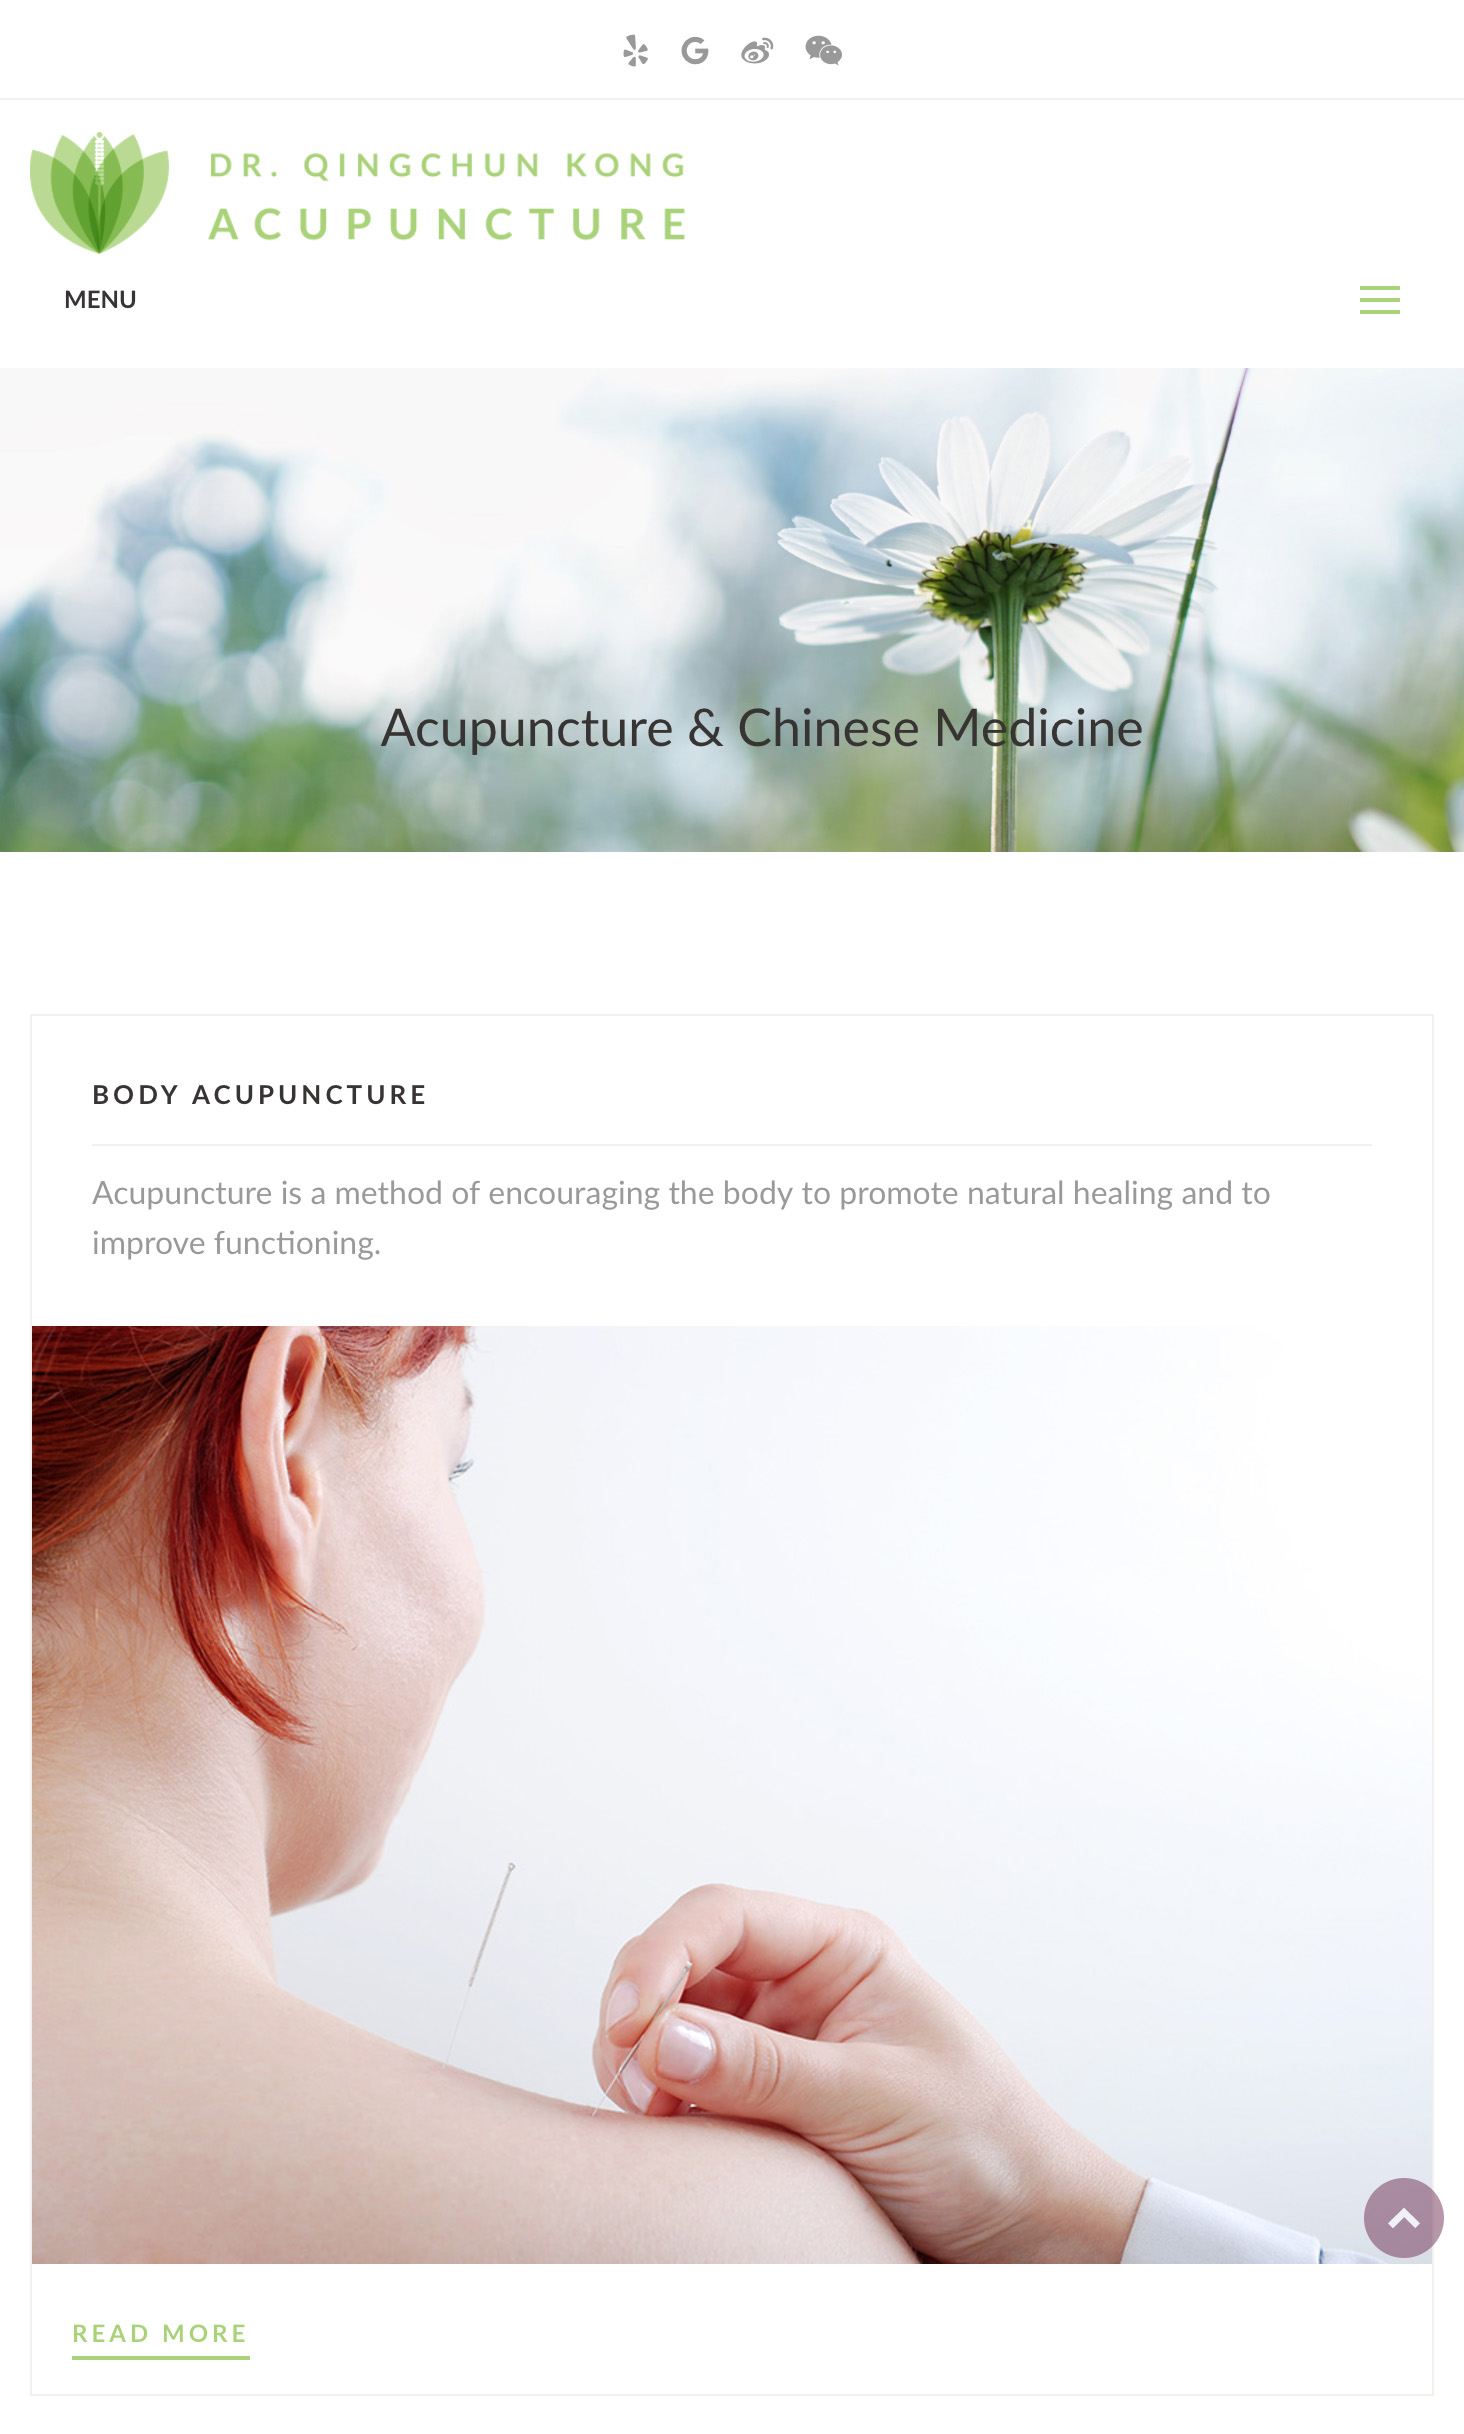 DR. QINGCHUN KONG
ACUPUNCTURE
MENU
Acupuncture & Chinese Medicine
BODY ACUPUNCTURE
Acupuncture is a method of encouraging the body to promote natural healing and to
improve functioning.
READ MORE